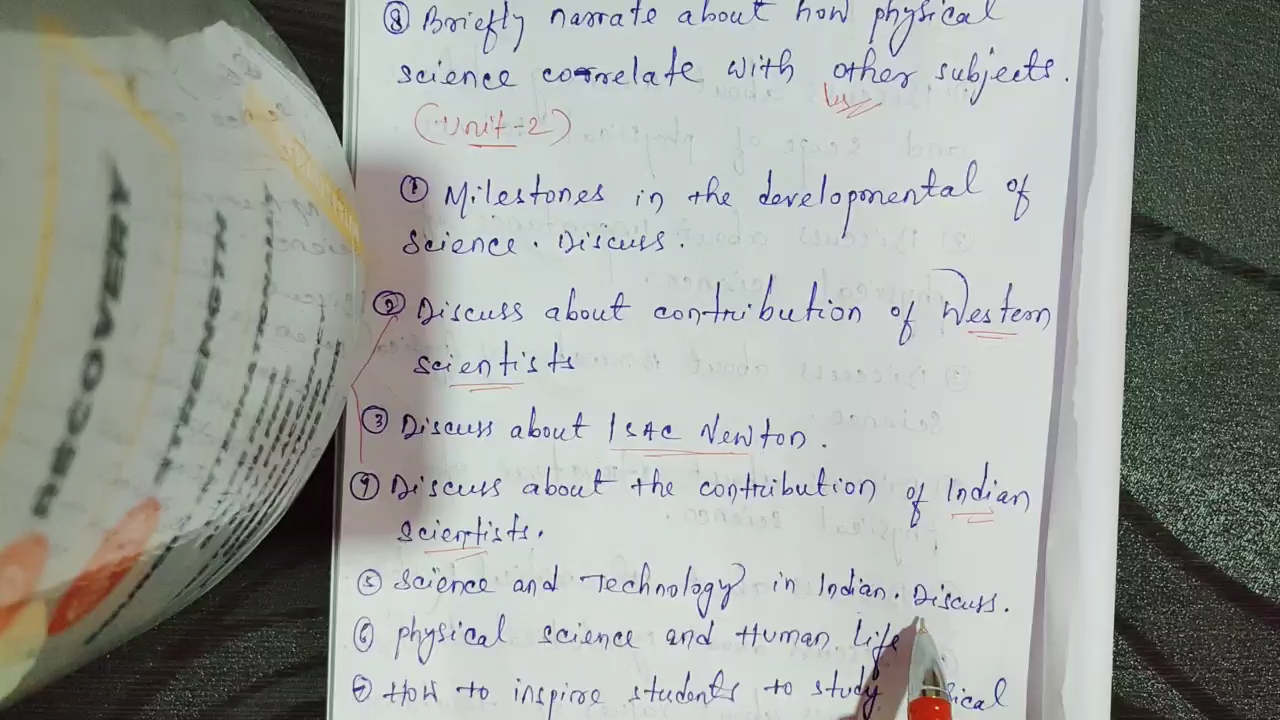 ⑧ Briefly narrate about how physical
science correlate with other subjects.
(Unit-2)
① Milestones in the developmental of
science. Discuss.
② Discuss about contribution of Western
scientists
③ Discuss about ISAC Newton.
④ Discuss about the contribution of Indian
scientists.
⑤ Science and Technology in Indian. Discuss.
⑥ physical science and Human Life
⑦ How to inspire students to study
DISCOVERY
STRENGTH